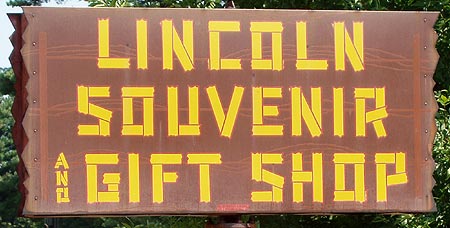 LINCOLN
SOUVENIR
AND GIFT SHOP